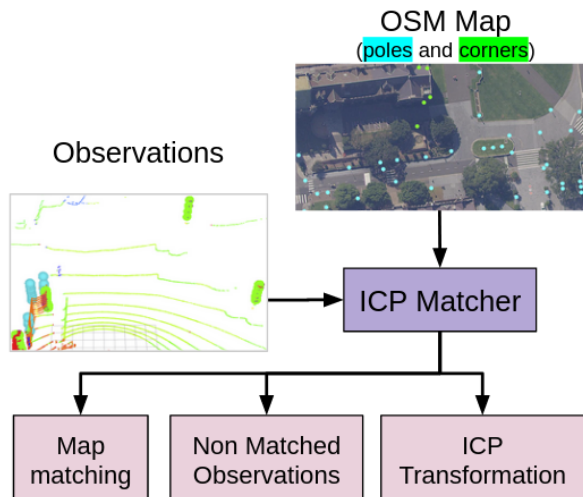 OSM Map
(poles and corners)
Observations
ICP Matcher
Map
matching
Non Matched
Observations
ICP
Transformation